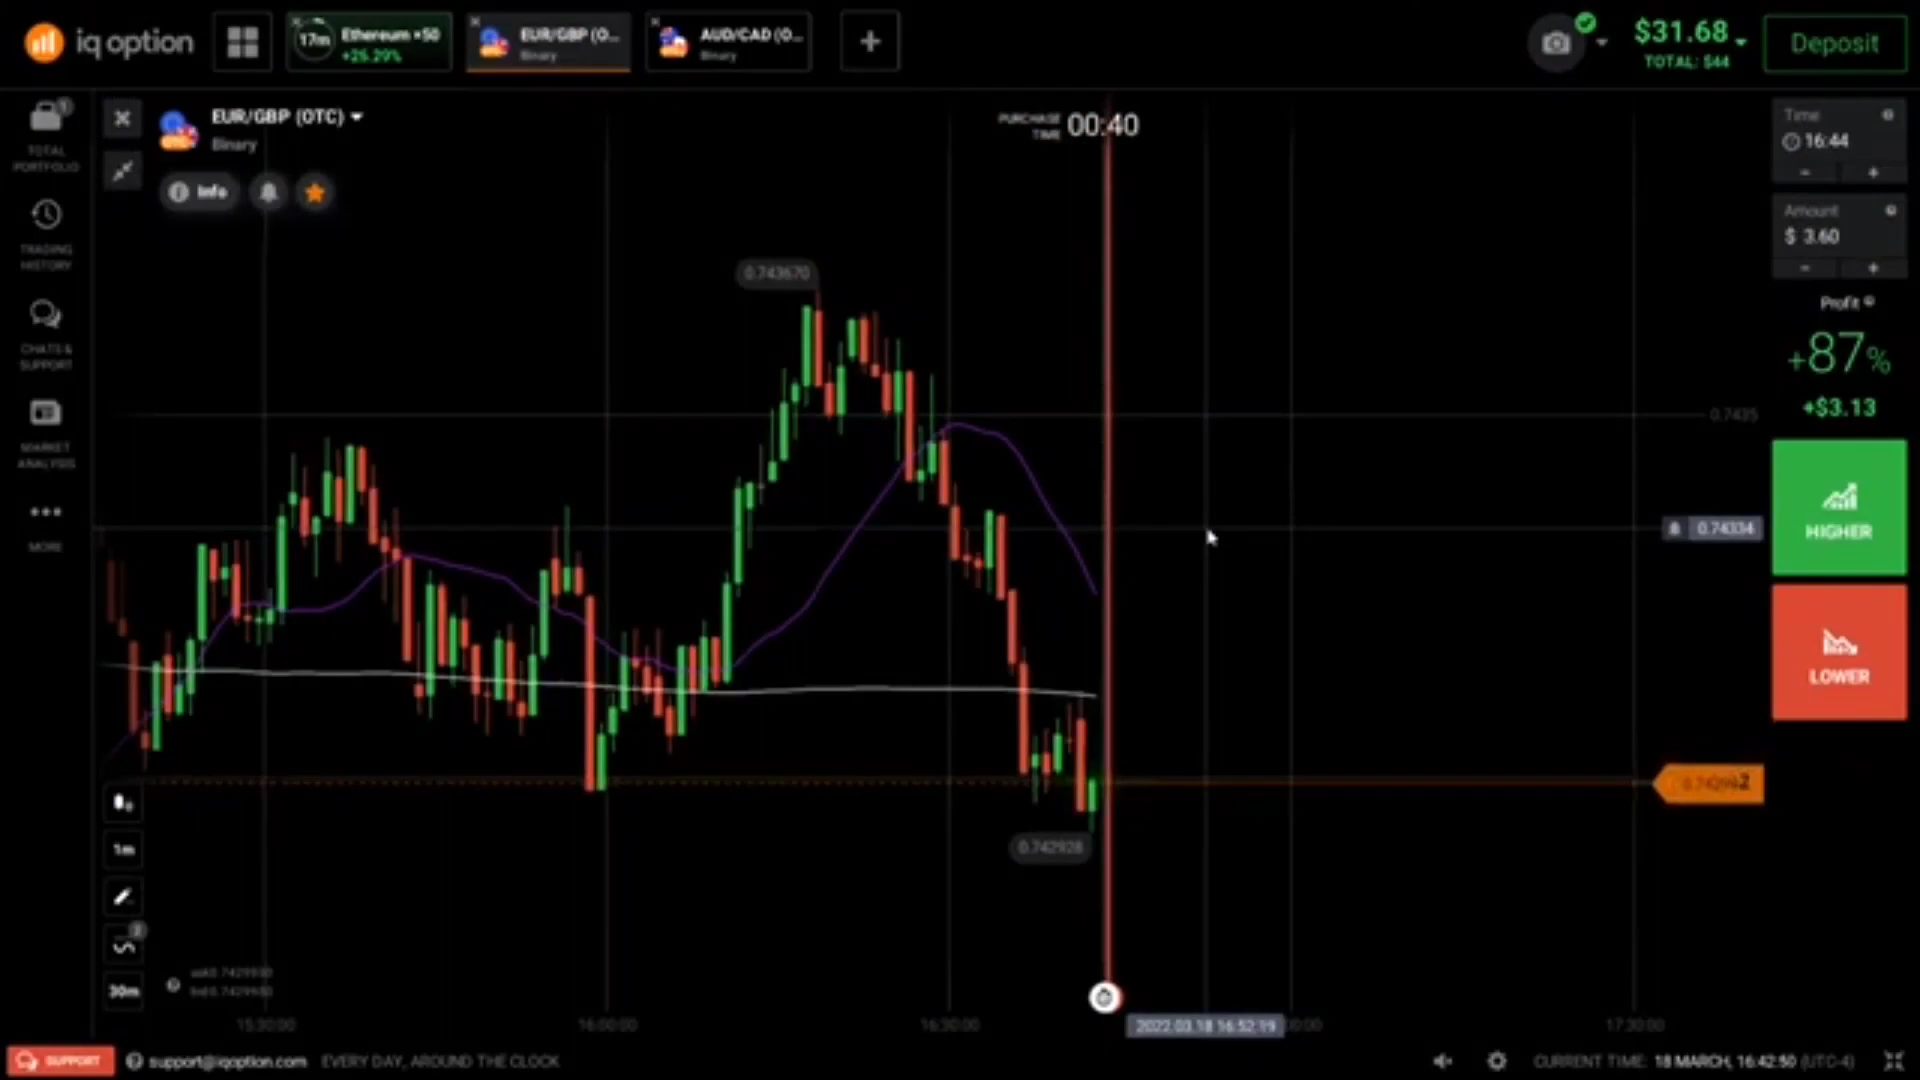 iq option
17m
Ethereum ×50
+25.29%
EUR/GBP (O...
Binary
AUD/CAD (O...
Binary
$31.68
TOTAL: $44
Deposit
1
TOTAL
PORTFOLIO
TRADING
HISTORY
CHATS &
SUPPORT
MARKET
ANALYSIS
MORE
EUR/GBP (OTC)
Binary
Info
PURCHASE
TIME
00:40
Time
16:44
- +
Amount
$ 3.60
- +
Profit
+87%
+$3.13
HIGHER
LOWER
0.743670
0.7435
0.74334
0.742928
1m
2
30m
15:30:00
16:00:00
16:30:00
2022.03.18 16:52:19
17:30:00
SUPPORT
support@iqoption.com
EVERY DAY, AROUND THE CLOCK
CURRENT TIME: 18 MARCH, 16:42:50 (UTC-4)